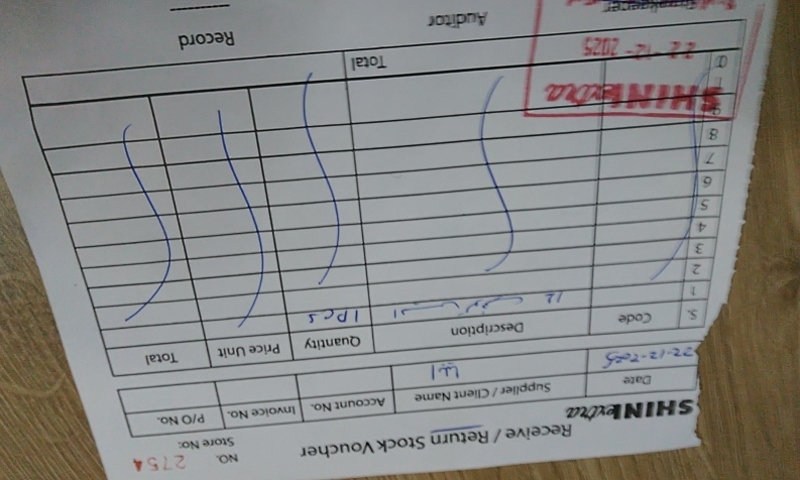 SHINextra
Receive / Return Stock Voucher
NO. 2754
Store No:
Date Supplier / Client Name Account No. Invoice No. P/O No.
22-12-2025
S. Code Description Quantity Price Unit Total
1 1 Pcs
2
3
4
5
6
7
8
9
Total
SHINextra
22-12-2025
Auditor
Record